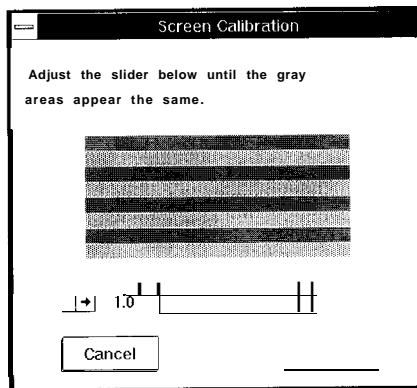 Screen Calibration
Adjust the slider below until the gray
areas appear the same.
1.0
Cancel